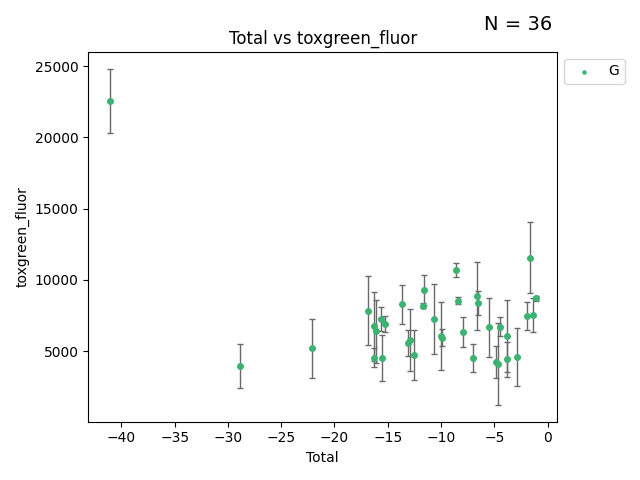 N = 36
Total vs toxgreen_fluor
G
25000
20000
15000
10000
5000
toxgreen_fluor
−40 −35 −30 −25 −20 −15 −10 −5 0
Total